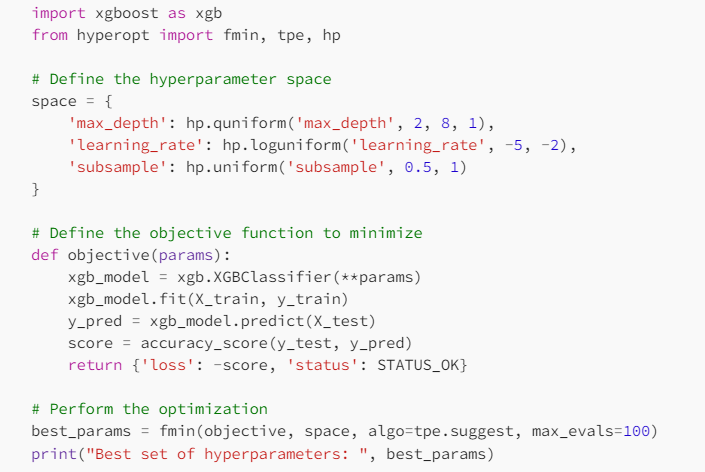 import xgboost as xgb
from hyperopt import fmin, tpe, hp

# Define the hyperparameter space
space = {
    'max_depth': hp.quniform('max_depth', 2, 8, 1),
    'learning_rate': hp.loguniform('learning_rate', -5, -2),
    'subsample': hp.uniform('subsample', 0.5, 1)
}

# Define the objective function to minimize
def objective(params):
    xgb_model = xgb.XGBClassifier(**params)
    xgb_model.fit(X_train, y_train)
    y_pred = xgb_model.predict(X_test)
    score = accuracy_score(y_test, y_pred)
    return {'loss': -score, 'status': STATUS_OK}

# Perform the optimization
best_params = fmin(objective, space, algo=tpe.suggest, max_evals=100)
print("Best set of hyperparameters: ", best_params)